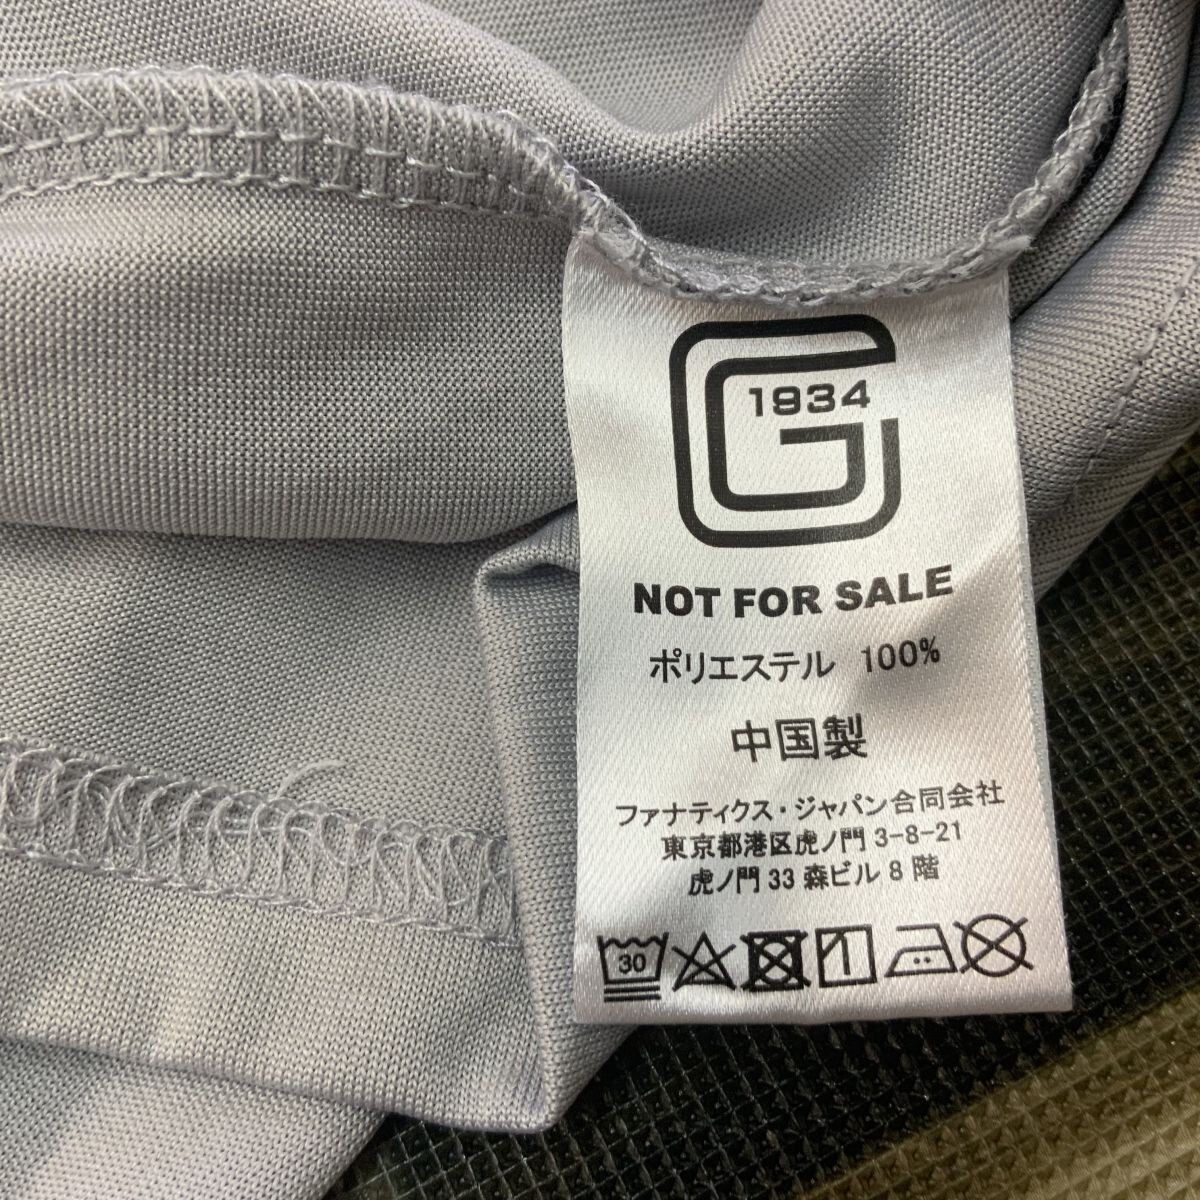 1934
NOT FOR SALE
ポリエステル 100%
中国製
ファナティクス・ジャパン合同会社
東京都港区虎ノ門 3-8-21
虎ノ門 33 森ビル 8 階
30